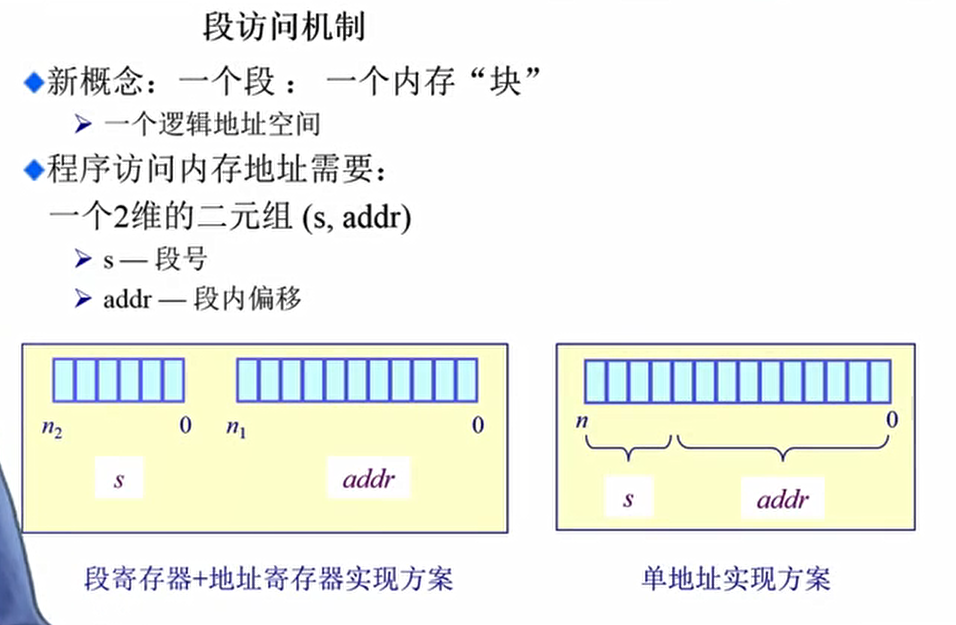 段访问机制
新概念：一个段： 一个内存“块”
一个逻辑地址空间
程序访问内存地址需要：
一个2维的二元组 (s, addr)
s — 段号
addr — 段内偏移
n₂ 0 n₁ 0
s addr
段寄存器+地址寄存器实现方案
n 0
s addr
单地址实现方案